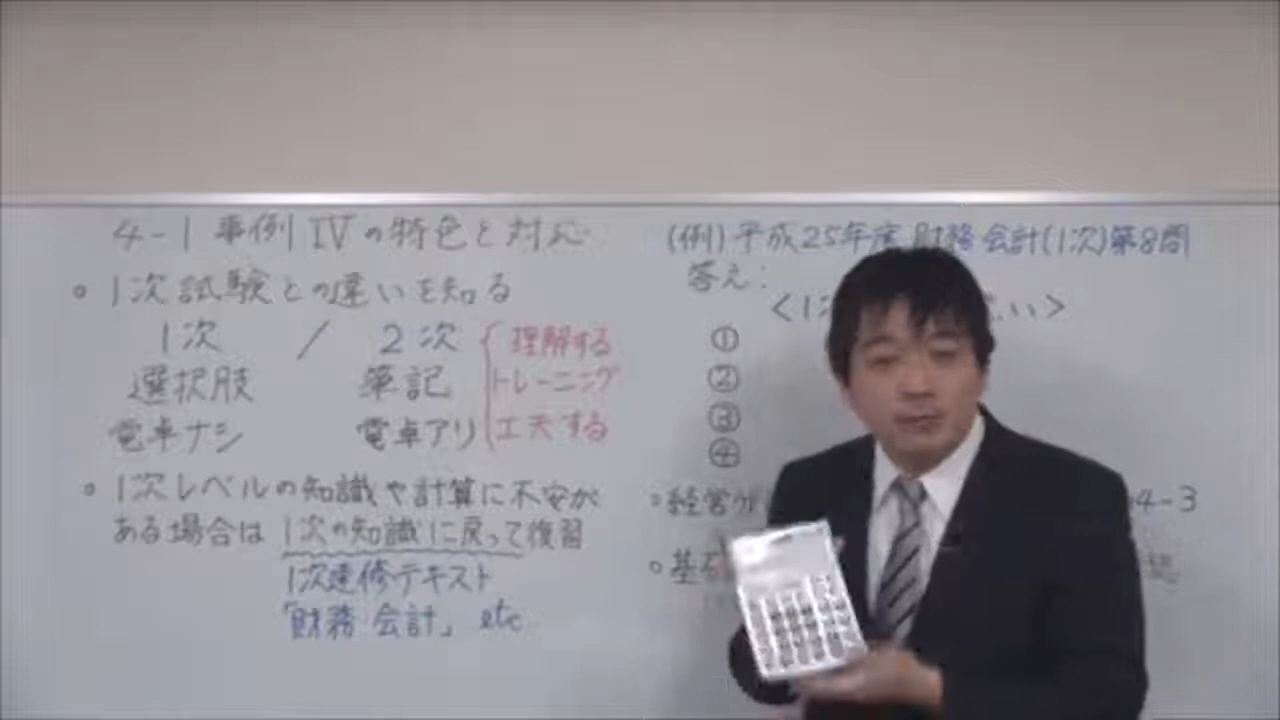 4-1 事例IVの特色と対応
。1次試験との違いを知る
1次 / 2次 理解する
選択肢 筆記 トレーニング
電卓ナシ 電卓アリ 工夫する
。1次レベルの知識や計算に不安が
ある場合は 1次の知識に戻って復習
1次速修テキスト
「財務会計」etc
(例)平成25年度 財務会計(1次)第8問
答え:
<1次 い>
①
②
③
④
。経営分 4-3
。基